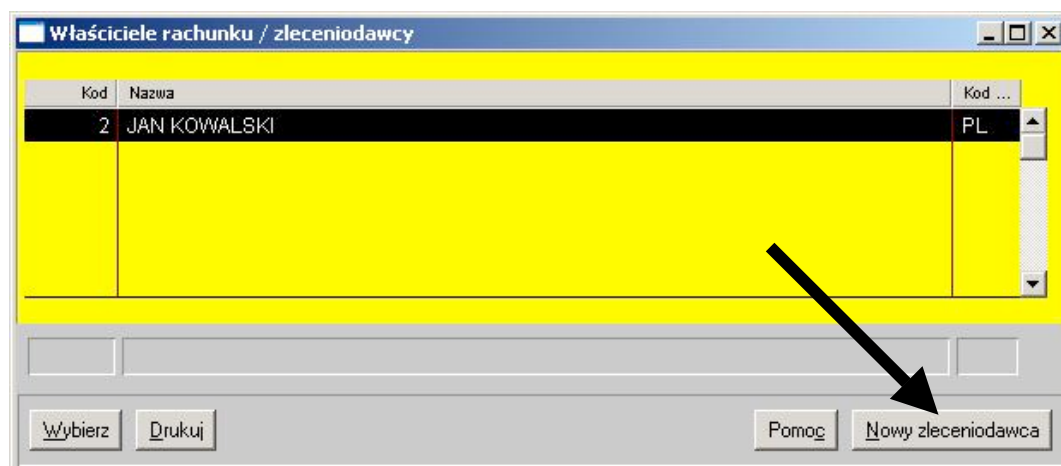 Właściciele rachunku / zleceniodawcy
Kod Nazwa Kod ...
2 JAN KOWALSKI PL
Wybierz Drukuj Pomoc Nowy zleceniodawca